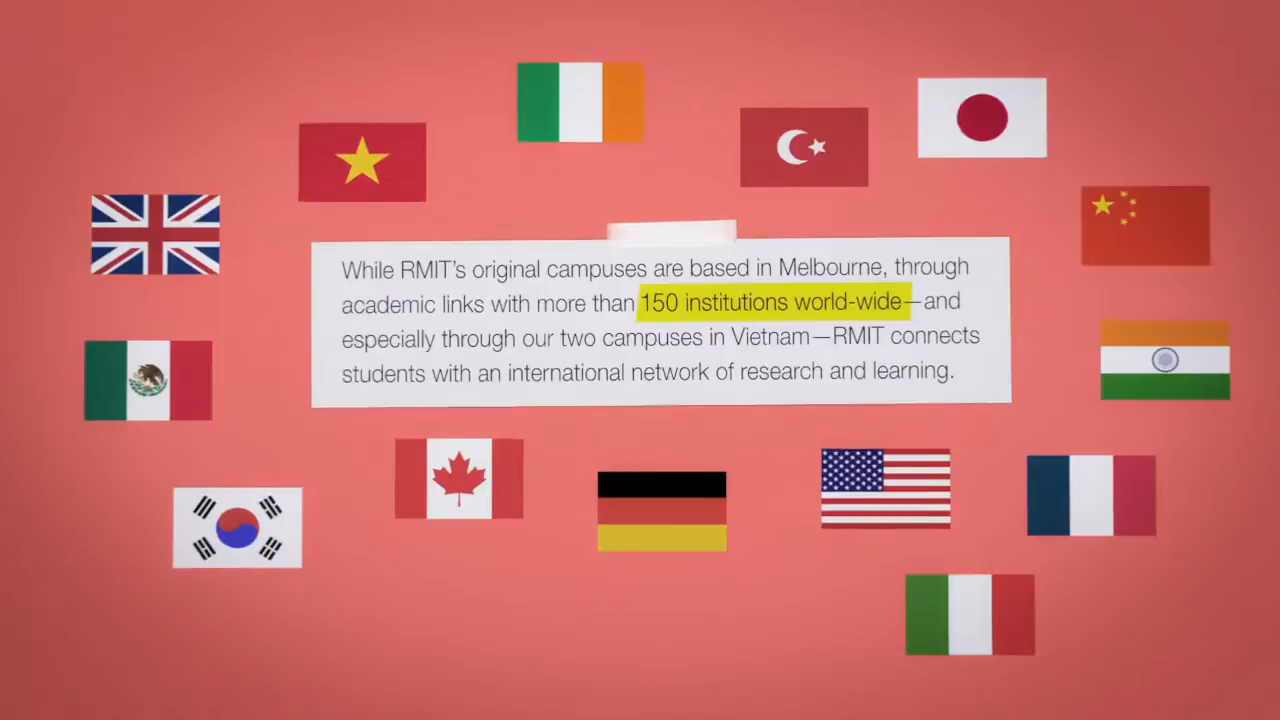 While RMIT's original campuses are based in Melbourne, through
academic links with more than 150 institutions world-wide—and
especially through our two campuses in Vietnam—RMIT connects
students with an international network of research and learning.